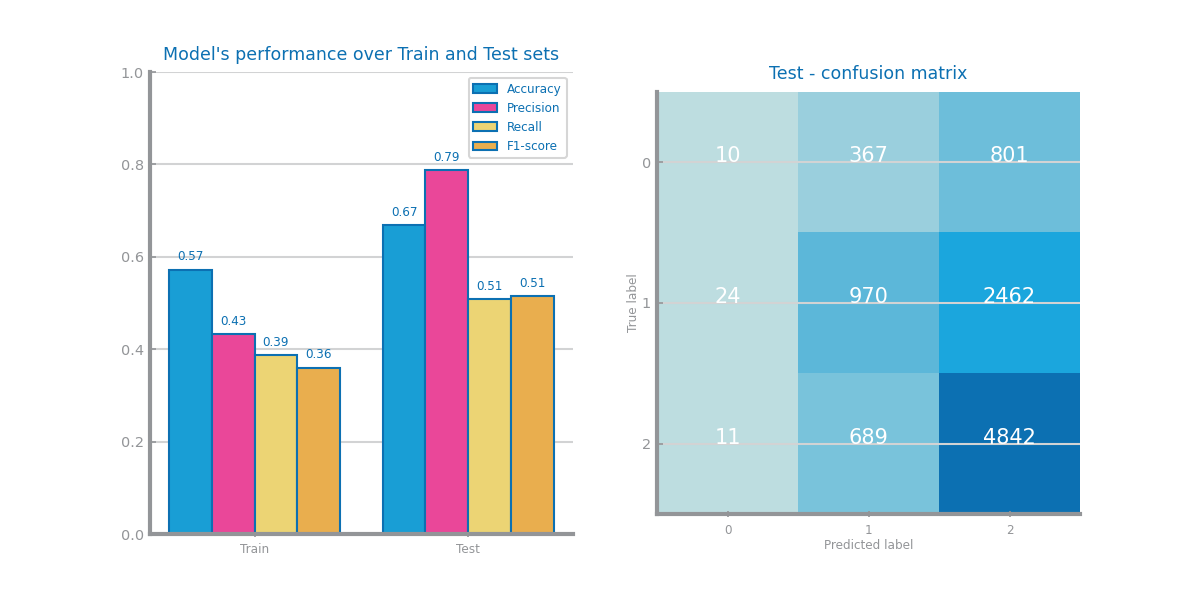 Model's performance over Train and Test sets
1.0
0.8
0.6
0.4
0.2
0.0
Accuracy
Precision
Recall
F1-score
0.57
0.43
0.39
0.36
0.67
0.79
0.51
0.51
Train
Test
Test - confusion matrix
True label
0
10 367 801
1
24 970 2462
2
11 689 4842
0 1 2
Predicted label